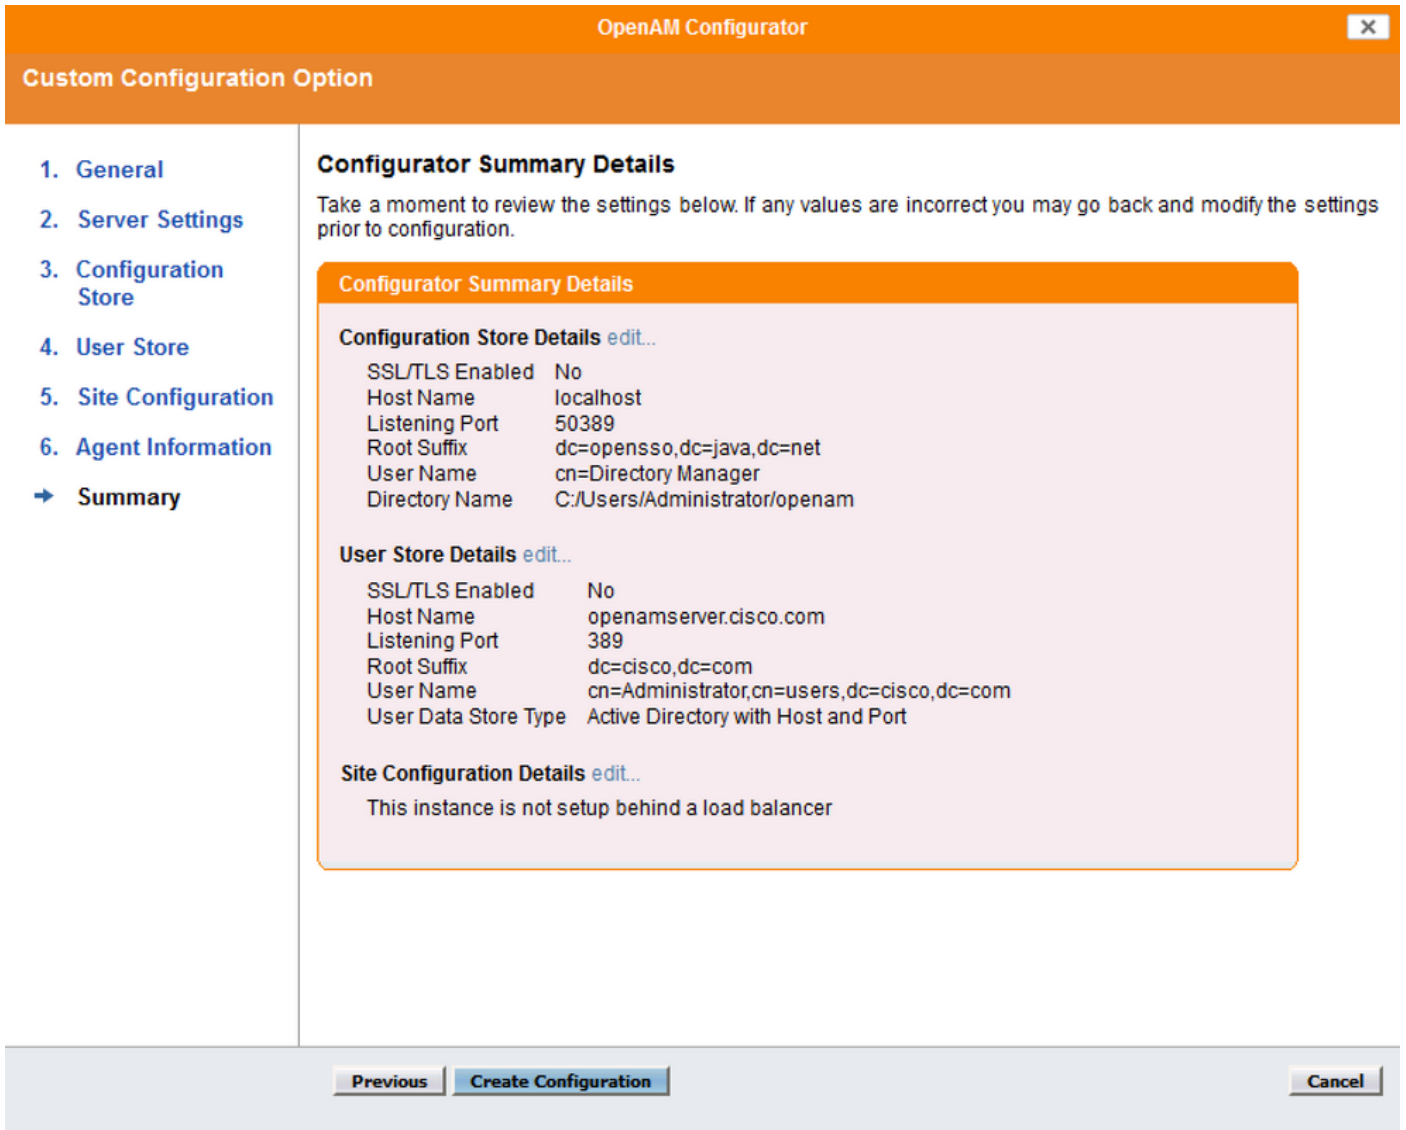 OpenAM Configurator
Custom Configuration Option
1. General
2. Server Settings
3. Configuration
Store
4. User Store
5. Site Configuration
6. Agent Information
Summary
Configurator Summary Details
Take a moment to review the settings below. If any values are incorrect you may go back and modify the settings
prior to configuration.
Configurator Summary Details
Configuration Store Details edit...
SSL/TLS Enabled No
Host Name localhost
Listening Port 50389
Root Suffix dc=opensso,dc=java,dc=net
User Name cn=Directory Manager
Directory Name C:/Users/Administrator/openam
User Store Details edit...
SSL/TLS Enabled No
Host Name openamserver.cisco.com
Listening Port 389
Root Suffix dc=cisco,dc=com
User Name cn=Administrator,cn=users,dc=cisco,dc=com
User Data Store Type Active Directory with Host and Port
Site Configuration Details edit...
This instance is not setup behind a load balancer
Previous Create Configuration Cancel